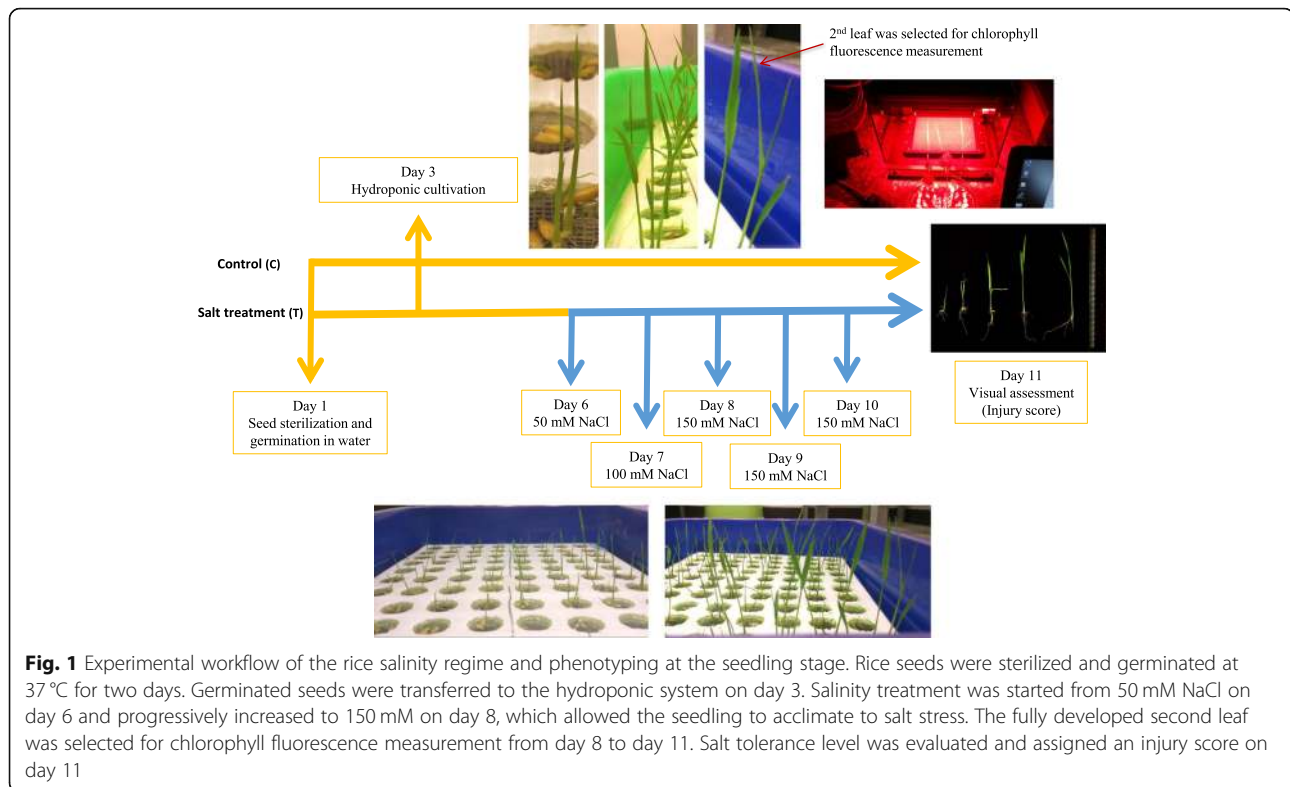 2nd leaf was selected for chlorophyll
fluorescence measurement
Day 3
Hydroponic cultivation
Control (C)
Salt treatment (T)
Day 1
Seed sterilization and
germination in water
Day 6
50 mM NaCl
Day 7
100 mM NaCl
Day 8
150 mM NaCl
Day 9
150 mM NaCl
Day 10
150 mM NaCl
Day 11
Visual assessment
(Injury score)
Fig. 1 Experimental workflow of the rice salinity regime and phenotyping at the seedling stage. Rice seeds were sterilized and germinated at
37 °C for two days. Germinated seeds were transferred to the hydroponic system on day 3. Salinity treatment was started from 50 mM NaCl on
day 6 and progressively increased to 150 mM on day 8, which allowed the seedling to acclimate to salt stress. The fully developed second leaf
was selected for chlorophyll fluorescence measurement from day 8 to day 11. Salt tolerance level was evaluated and assigned an injury score on
day 11